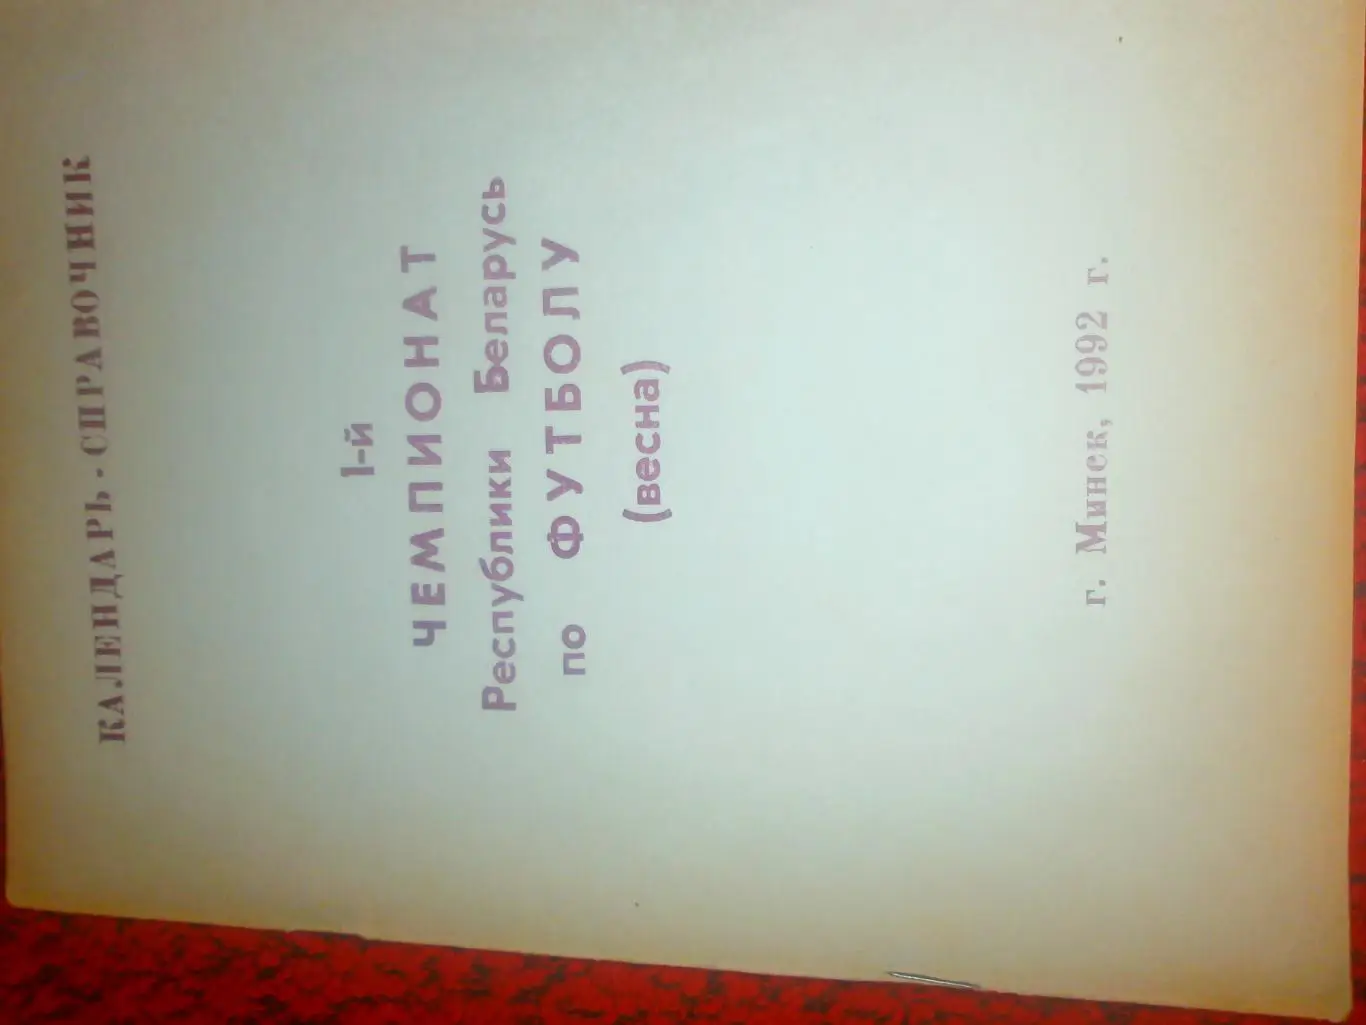 КАЛЕНДАРЬ - СПРАВОЧНИК
1-й
ЧЕМПИОНАТ
Республики Беларусь
по ФУТБОЛУ
(весна)
г. Минск, 1992 г.